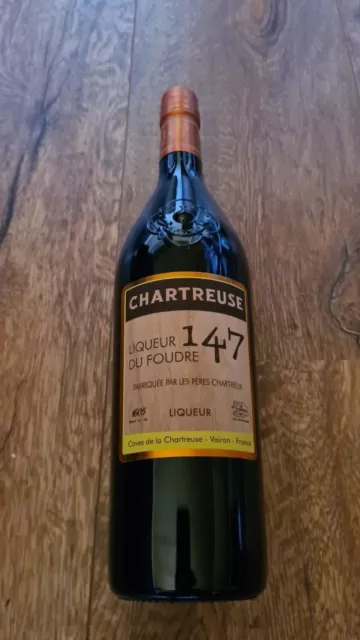 CHARTREUSE
LIQUEUR 147
DU FOUDRE
FABRIQUÉE PAR LES PÈRES CHARTREUX
LIQUEUR
Caves de la Chartreuse - Voiron - France